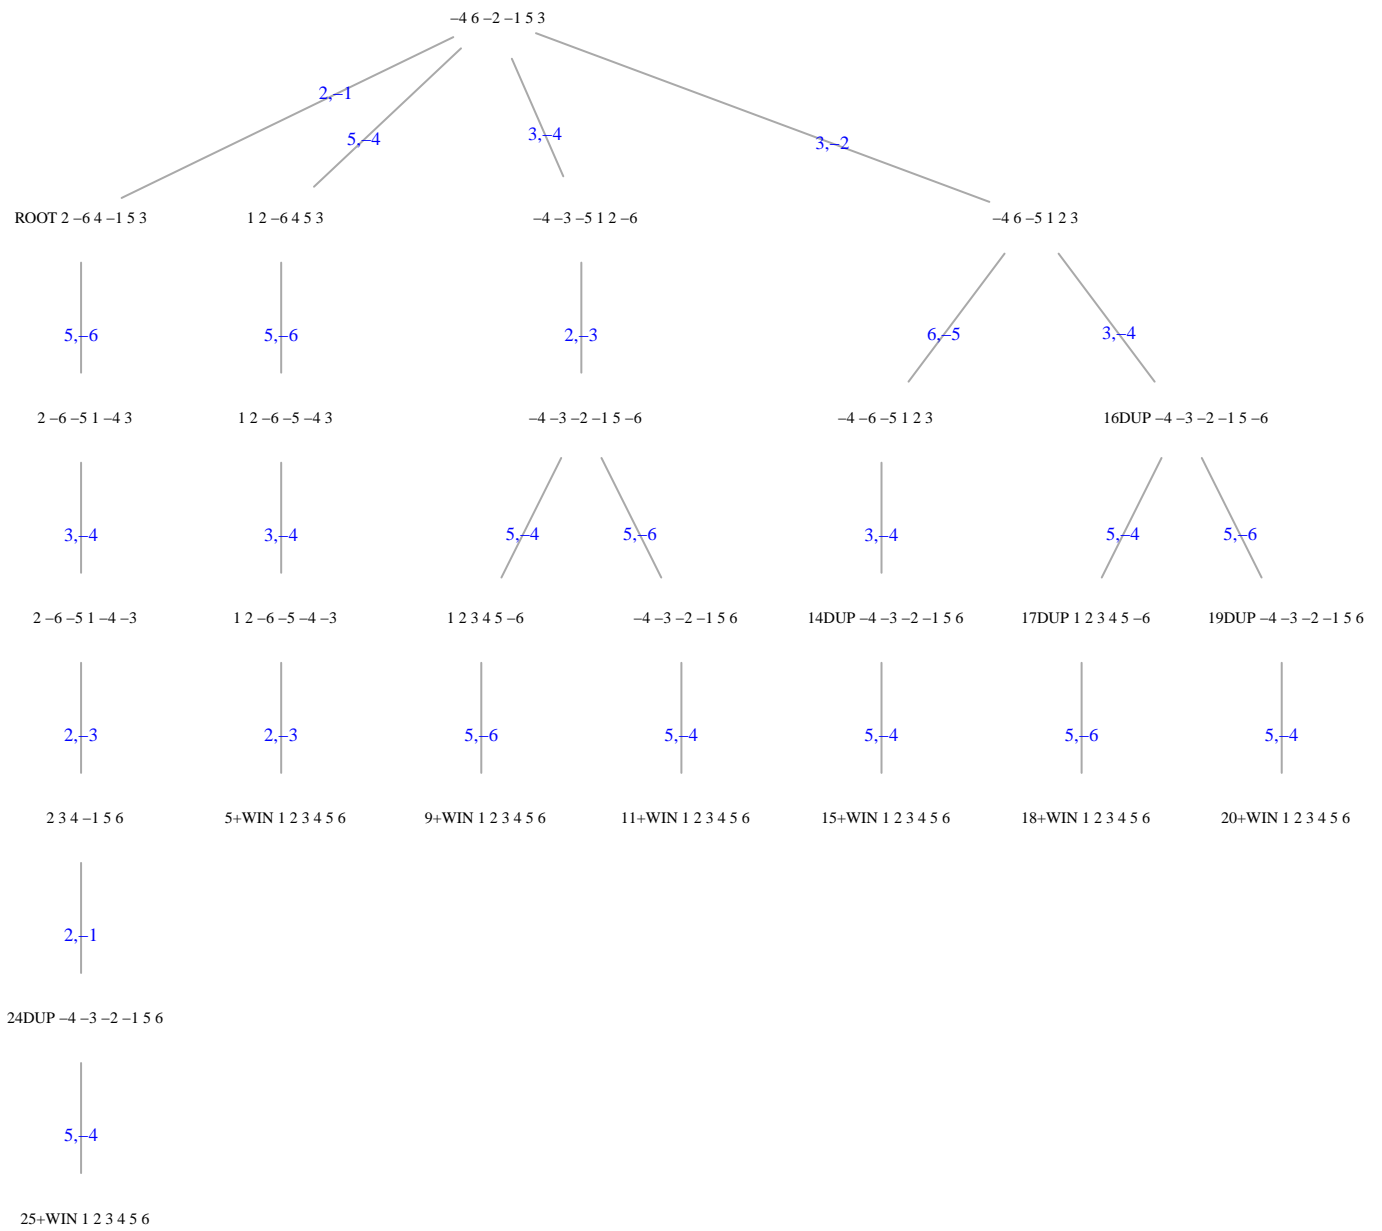 −4 6 −2 −1 5 3
2,−1
5,−4
3,−4
3,−2
ROOT 2 −6 4 −1 5 3
1 2 −6 4 5 3
−4 −3 −5 1 2 −6
−4 6 −5 1 2 3
5,−6
5,−6
2,−3
6,−5
3,−4
2 −6 −5 1 −4 3
1 2 −6 −5 −4 3
−4 −3 −2 −1 5 −6
−4 −6 −5 1 2 3
16DUP −4 −3 −2 −1 5 −6
3,−4
3,−4
5,−4
5,−6
3,−4
5,−4
5,−6
2 −6 −5 1 −4 −3
1 2 −6 −5 −4 −3
1 2 3 4 5 −6
−4 −3 −2 −1 5 6
14DUP −4 −3 −2 −1 5 6
17DUP 1 2 3 4 5 −6
19DUP −4 −3 −2 −1 5 6
2,−3
2,−3
5,−6
5,−4
5,−4
5,−6
5,−4
2 3 4 −1 5 6
5+WIN 1 2 3 4 5 6
9+WIN 1 2 3 4 5 6
11+WIN 1 2 3 4 5 6
15+WIN 1 2 3 4 5 6
18+WIN 1 2 3 4 5 6
20+WIN 1 2 3 4 5 6
2,−1
24DUP −4 −3 −2 −1 5 6
5,−4
25+WIN 1 2 3 4 5 6